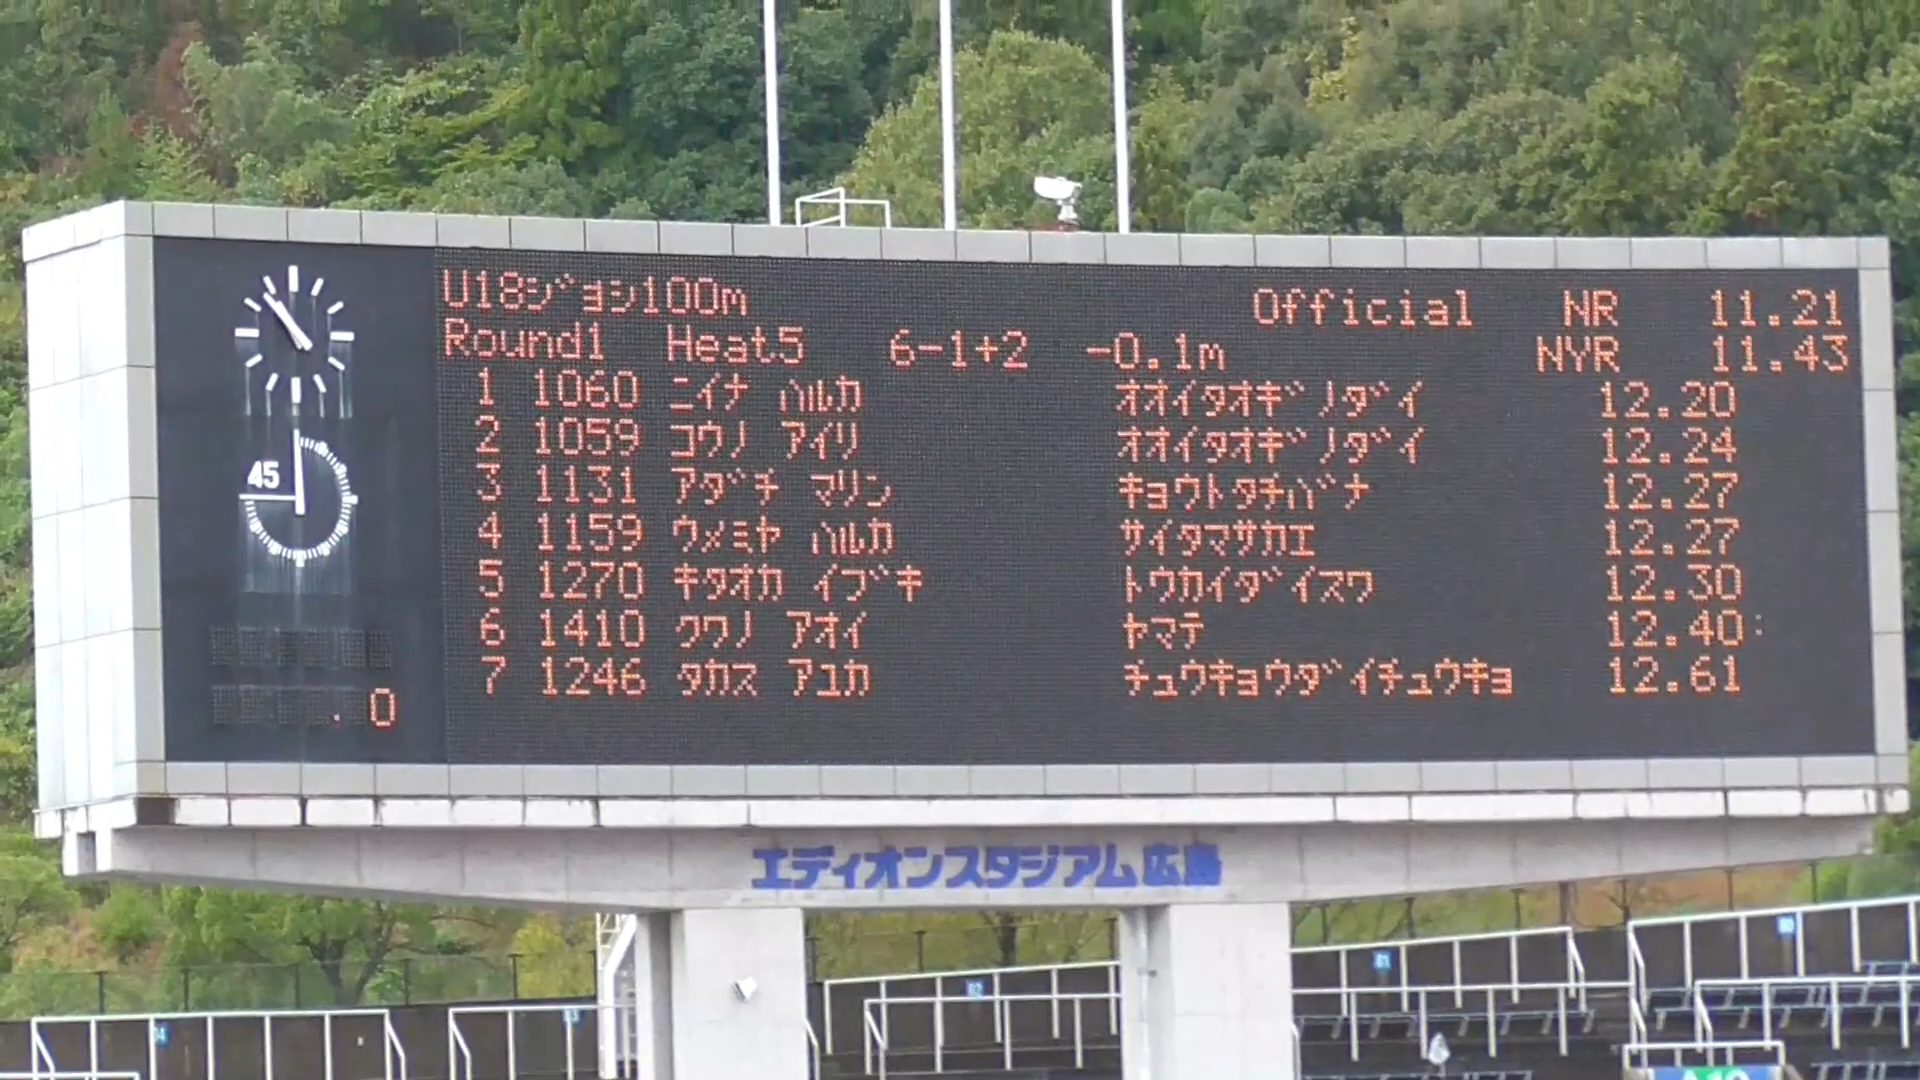 U18ジョシ100m
Official NR 11.21
Round1 Heat5 6-1+2 -0.1m NYR 11.43
1 1060 ニイナ ハルカ オオイタオギノダイ 12.20
2 1059 コウノ アイリ オオイタオギノダイ 12.24
3 1131 アダチ マリン キョウトタチバナ 12.27
4 1159 ウメミヤ ハルカ サイタマサカエ 12.27
5 1270 キタオカ イブキ トウカイダイスワ 12.30
6 1410 クワノ アオイ ヤマテ 12.40
7 1246 タカス アユカ チュウキョウダイチュウキョ 12.61
45
. 0
エディオンスタジアム広島